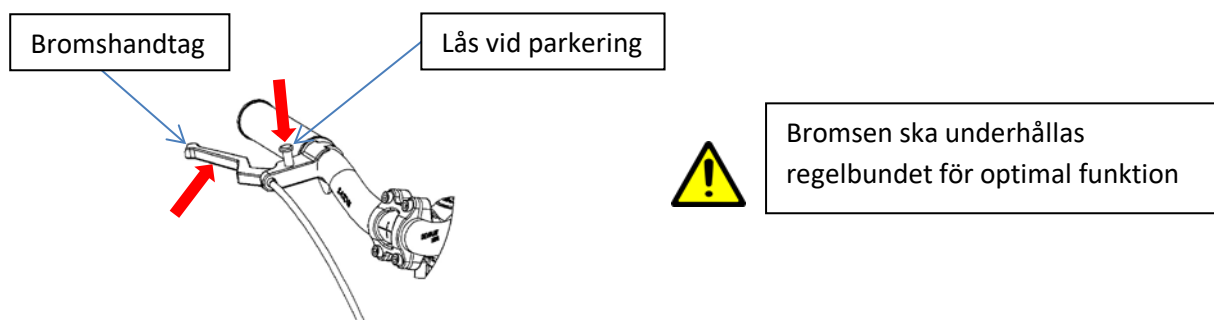 Bromshandtag
Lås vid parkering
Bromsen ska underhållas
regelbundet för optimal funktion